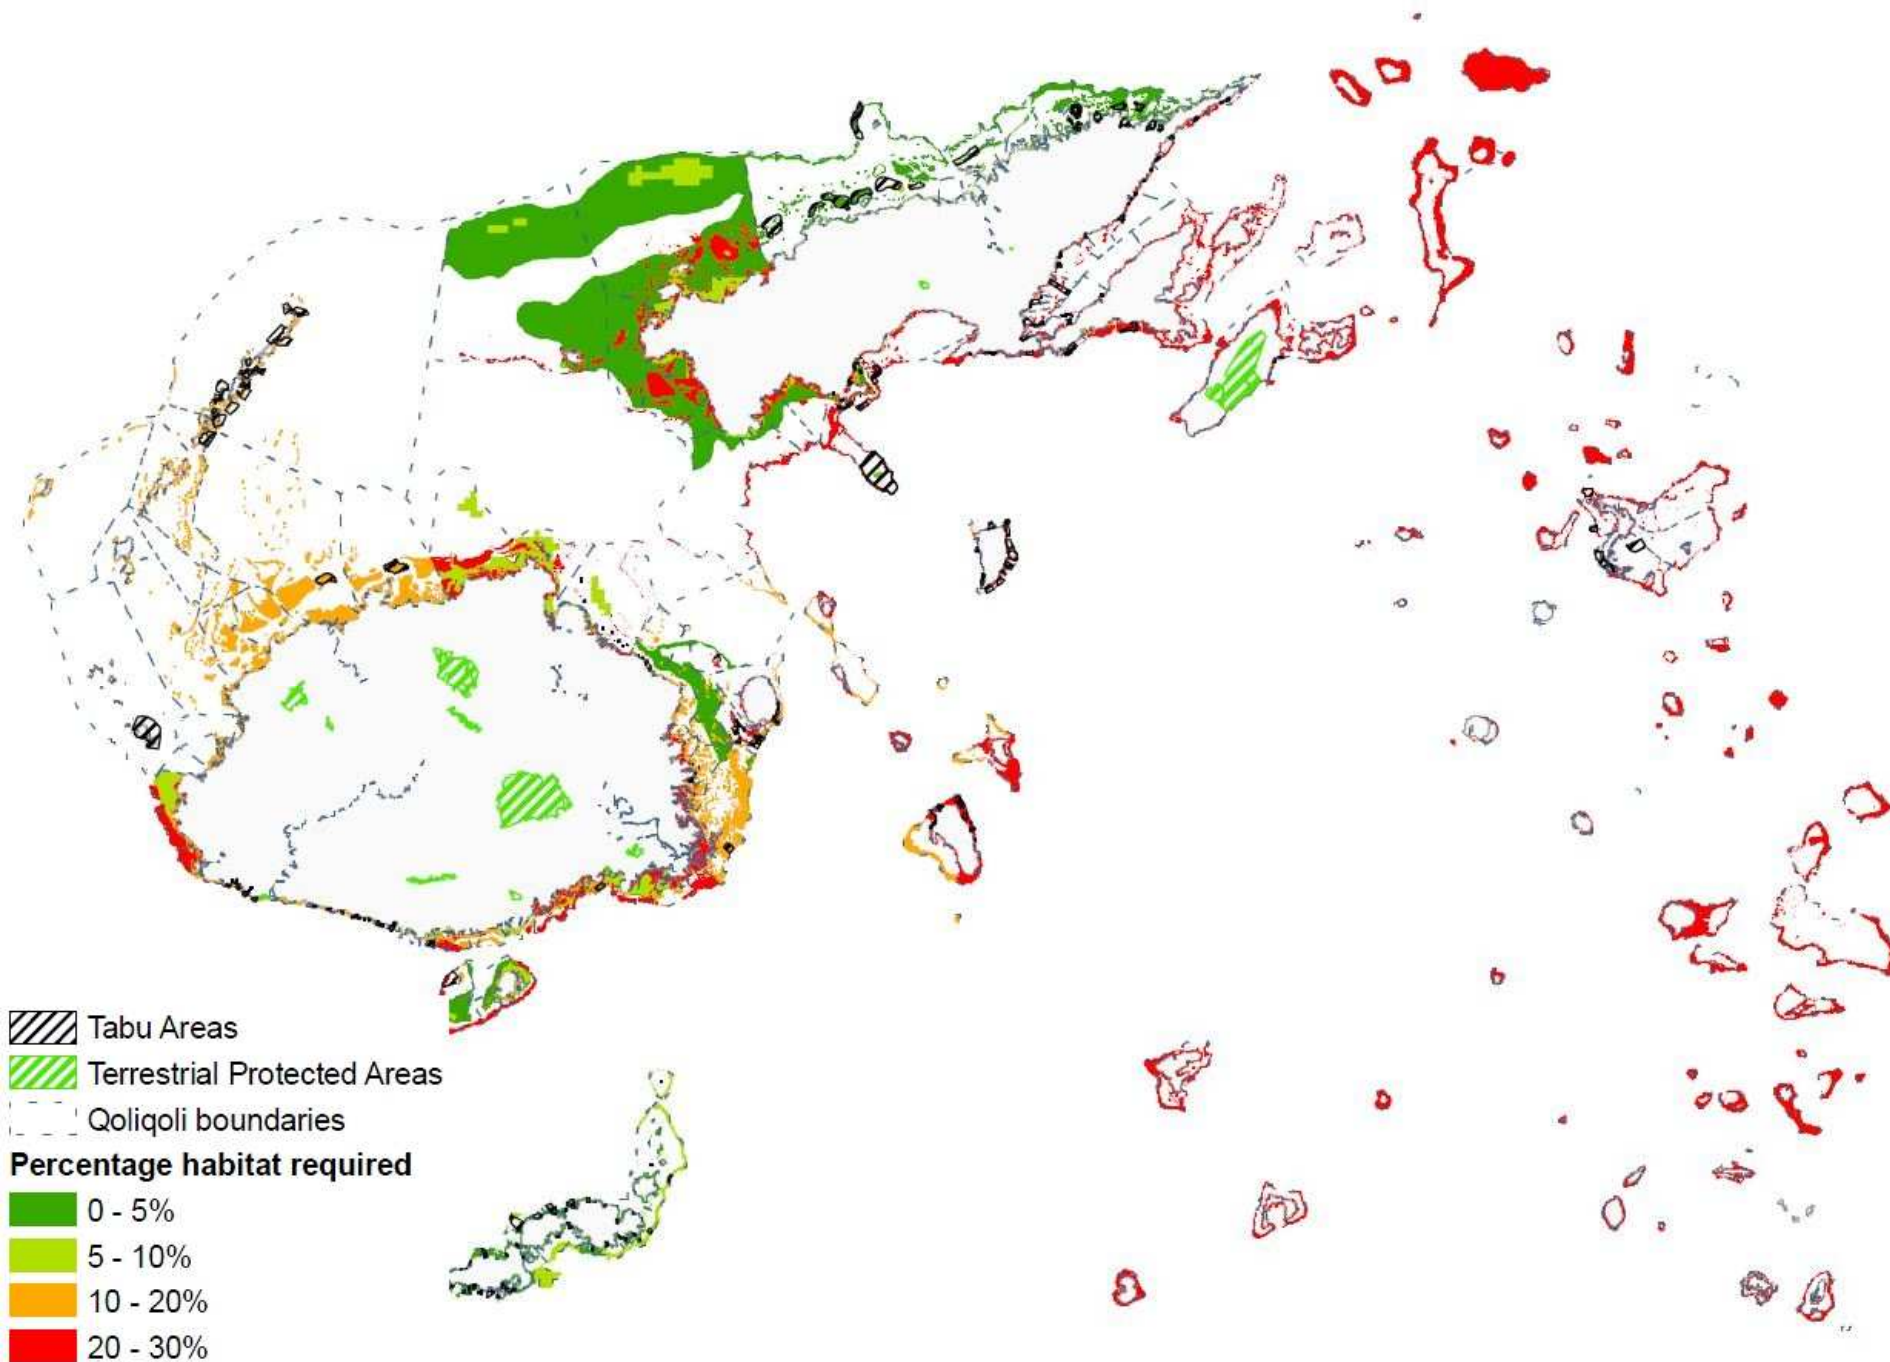 Tabu Areas
Terrestrial Protected Areas
Qoliqoli boundaries
Percentage habitat required
0 - 5%
5 - 10%
10 - 20%
20 - 30%